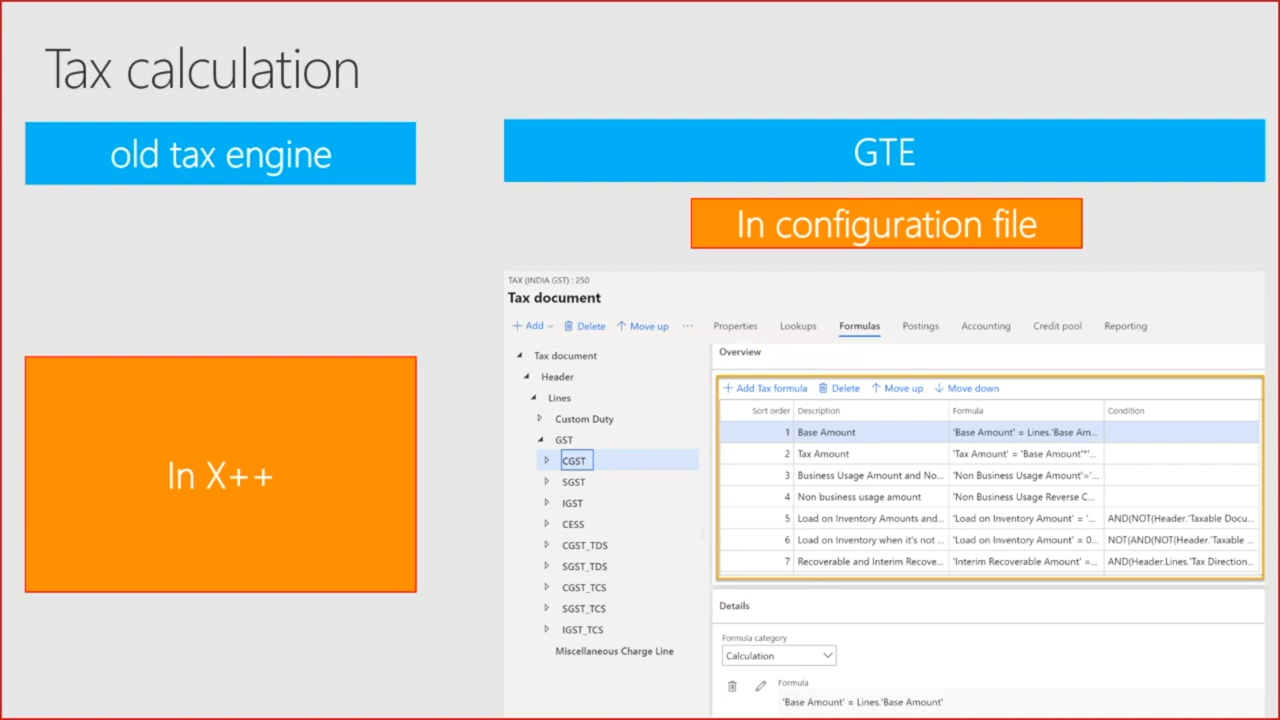 Tax calculation
old tax engine
GTE
In configuration file
In X++
TAX (INDIA GST) : 250
Tax document
Add Delete Move up ··· Properties Lookups Formulas Postings Accounting Credit pool Reporting
Tax document
Header
Lines
Custom Duty
GST
CGST
SGST
IGST
CESS
CGST_TDS
SGST_TDS
CGST_TCS
SGST_TCS
IGST_TCS
Miscellaneous Charge Line
Overview
Add Tax formula Delete Move up Move down
Sort order Description Formula Condition
1 Base Amount 'Base Amount' = Lines.'Base Am...
2 Tax Amount 'Tax Amount' = 'Base Amount'*'...
3 Business Usage Amount and No... 'Non Business Usage Amount'='...
4 Non business usage amount 'Non Business Usage Reverse C...
5 Load on Inventory Amounts and... 'Load on Inventory Amount' = '... AND(NOT(Header.'Taxable Docu...
6 Load on Inventory when it's not ... 'Load on Inventory Amount' = 0... NOT(AND(NOT(Header.'Taxable ...
7 Recoverable and Interim Recove... 'Interim Recoverable Amount' =... AND(Header.Lines.'Tax Direction...
Details
Formula category
Calculation
Formula
'Base Amount' = Lines.'Base Amount'